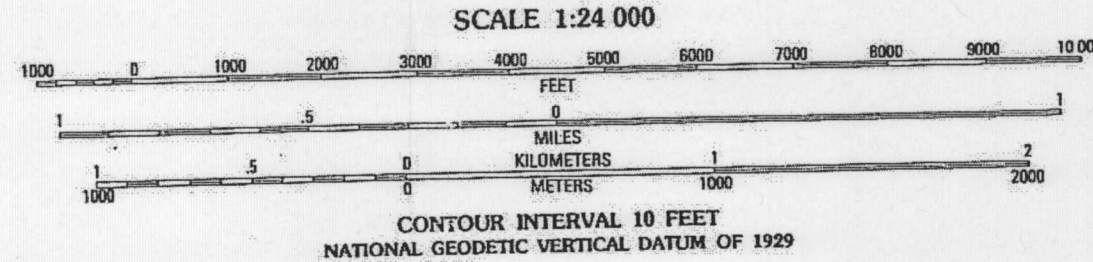 SCALE 1:24 000
1000 0 1000 2000 3000 4000 5000 6000 7000 8000 9000 10 00
FEET
1 .5 0 1
MILES
KILOMETERS
1 .5 0 1 2
METERS
1000 0 1000 2000
CONTOUR INTERVAL 10 FEET
NATIONAL GEODETIC VERTICAL DATUM OF 1929